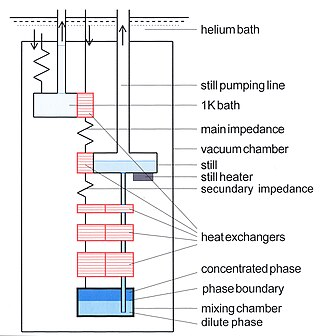 helium bath
still pumping line
1K bath
main impedance
vacuum chamber
still
still heater
secundary impedance
heat exchangers
concentrated phase
phase boundary
mixing chamber
dilute phase